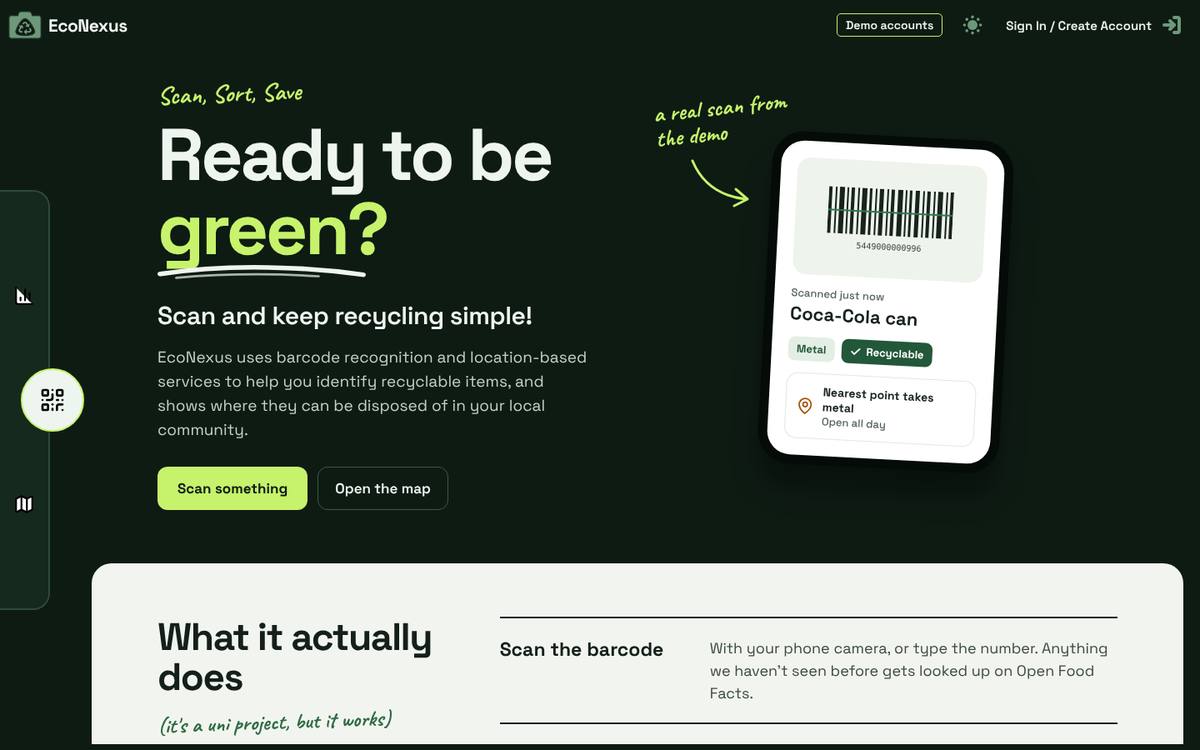 EcoNexus
Demo accounts
Sign In / Create Account
Scan, Sort, Save
Ready to be
green?
Scan and keep recycling simple!
EcoNexus uses barcode recognition and location-based
services to help you identify recyclable items, and
shows where they can be disposed of in your local
community.
Scan something
Open the map
a real scan from
the demo
5449000000996
Scanned just now
Coca-Cola can
Metal
Recyclable
Nearest point takes
metal
Open all day
What it actually
does
(it's a uni project, but it works)
Scan the barcode
With your phone camera, or type the number. Anything
we haven't seen before gets looked up on Open Food
Facts.